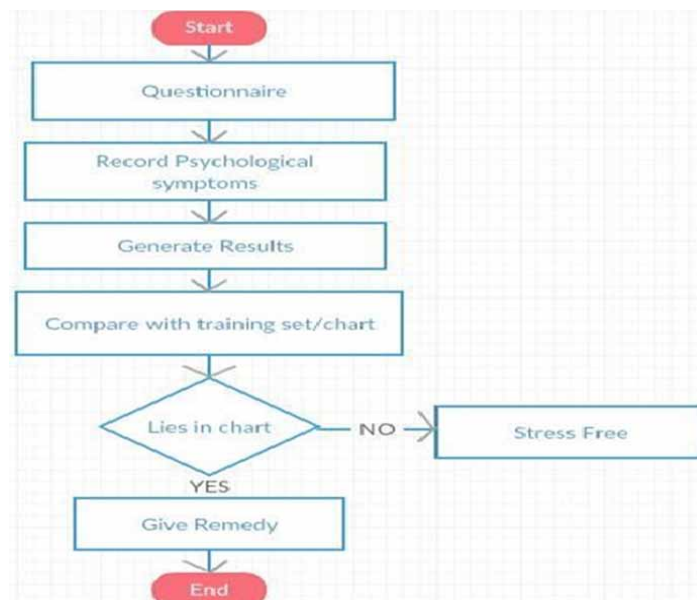 Start
Questionnaire
Record Psychological
symptoms
Generate Results
Compare with training set/chart
Lies in chart
NO
Stress Free
YES
Give Remedy
End